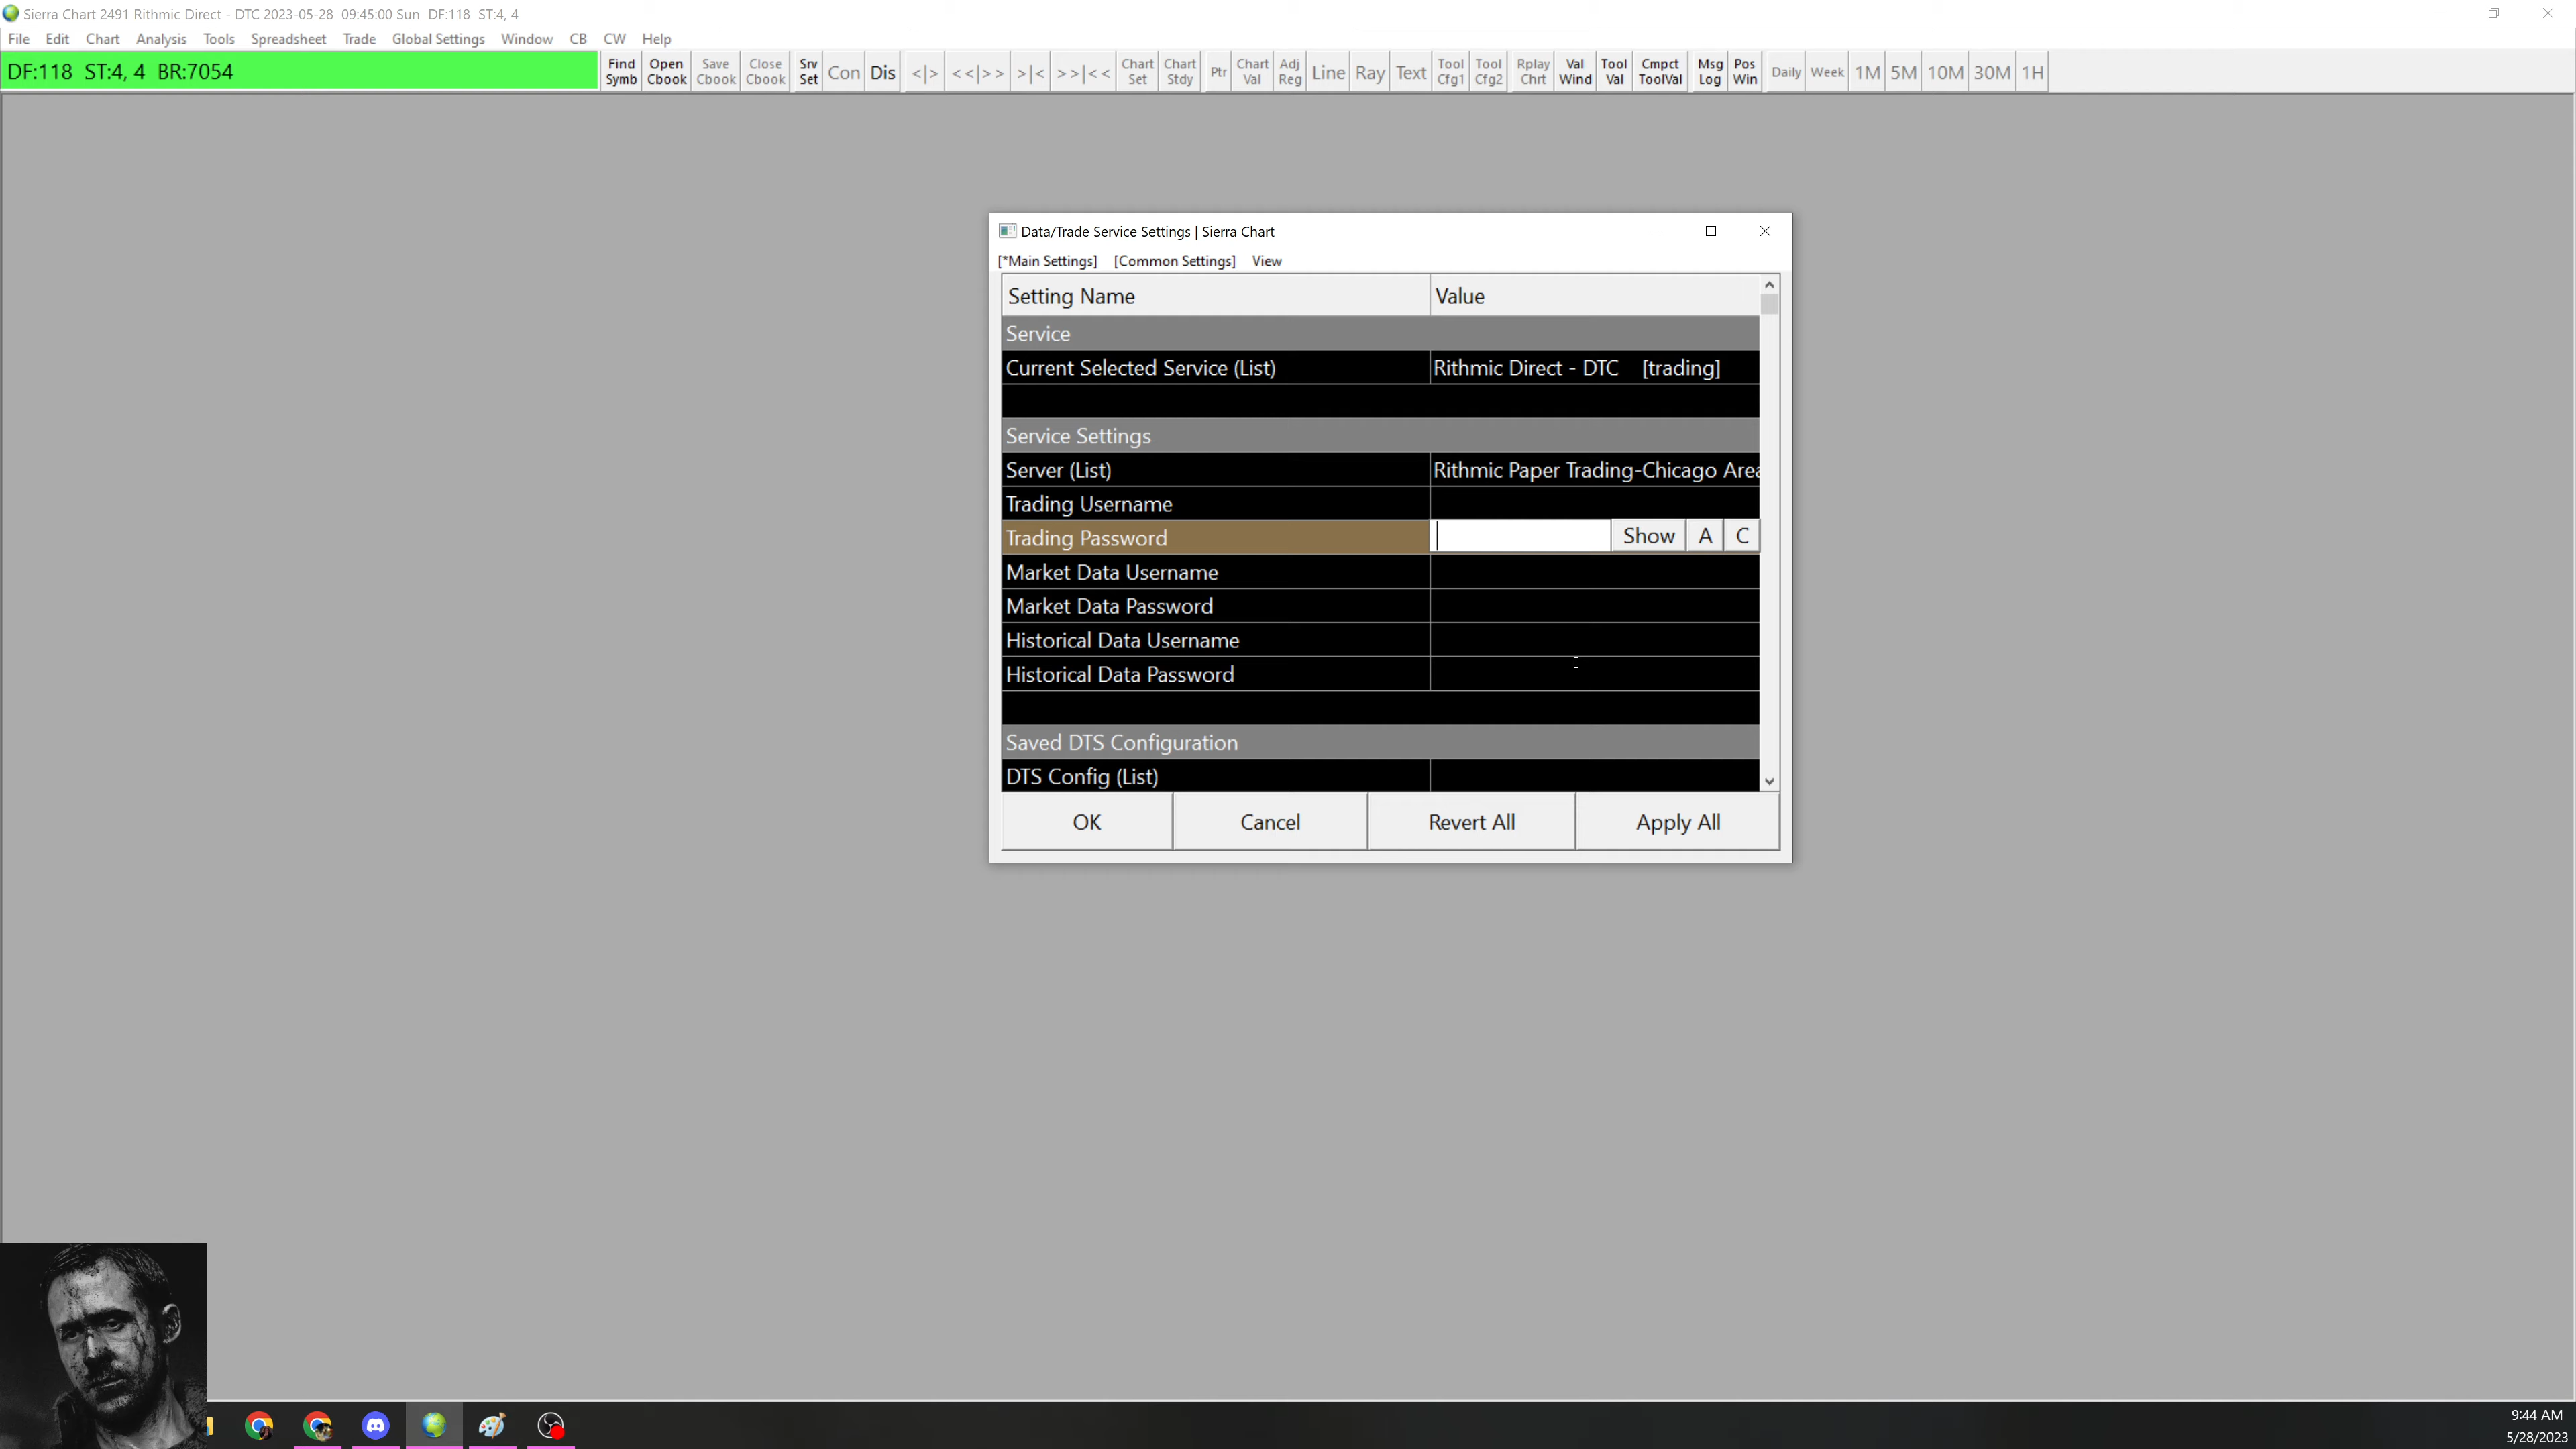 Sierra Chart 2491 Rithmic Direct - DTC 2023-05-28  09:45:00 Sun  DF:118  ST:4, 4
File Edit Chart Analysis Tools Spreadsheet Trade Global Settings Window CB CW Help
DF:118  ST:4, 4  BR:7054
Find Symb Open Cbook Save Cbook Close Cbook Srv Set Con Dis <|> <<|>> >|< >>|<< Chart Set Chart Stdy Ptr Chart Val Adj Reg Line Ray Text Tool Cfg1 Tool Cfg2 Rplay Chrt Val Wind Tool Val Cmpct ToolVal Msg Log Pos Win Daily Week 1M 5M 10M 30M 1H
Data/Trade Service Settings | Sierra Chart
[*Main Settings] [Common Settings] View
Setting Name Value
Service
Current Selected Service (List) Rithmic Direct - DTC [trading]
Service Settings
Server (List) Rithmic Paper Trading-Chicago Area
Trading Username
Trading Password Show A C
Market Data Username
Market Data Password
Historical Data Username
Historical Data Password
Saved DTS Configuration
DTS Config (List)
OK Cancel Revert All Apply All
9:44 AM
5/28/2023